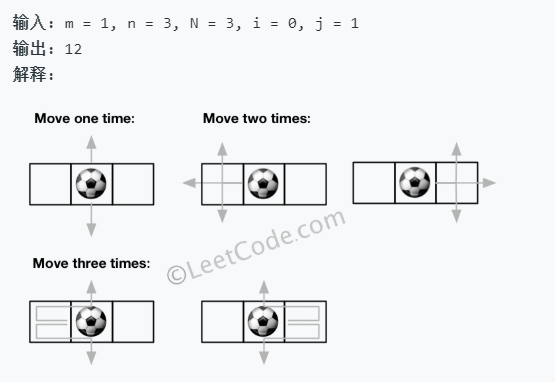 输入：m = 1, n = 3, N = 3, i = 0, j = 1
输出：12
解释：
Move one time:
Move two times:
©LeetCode.com
Move three times: